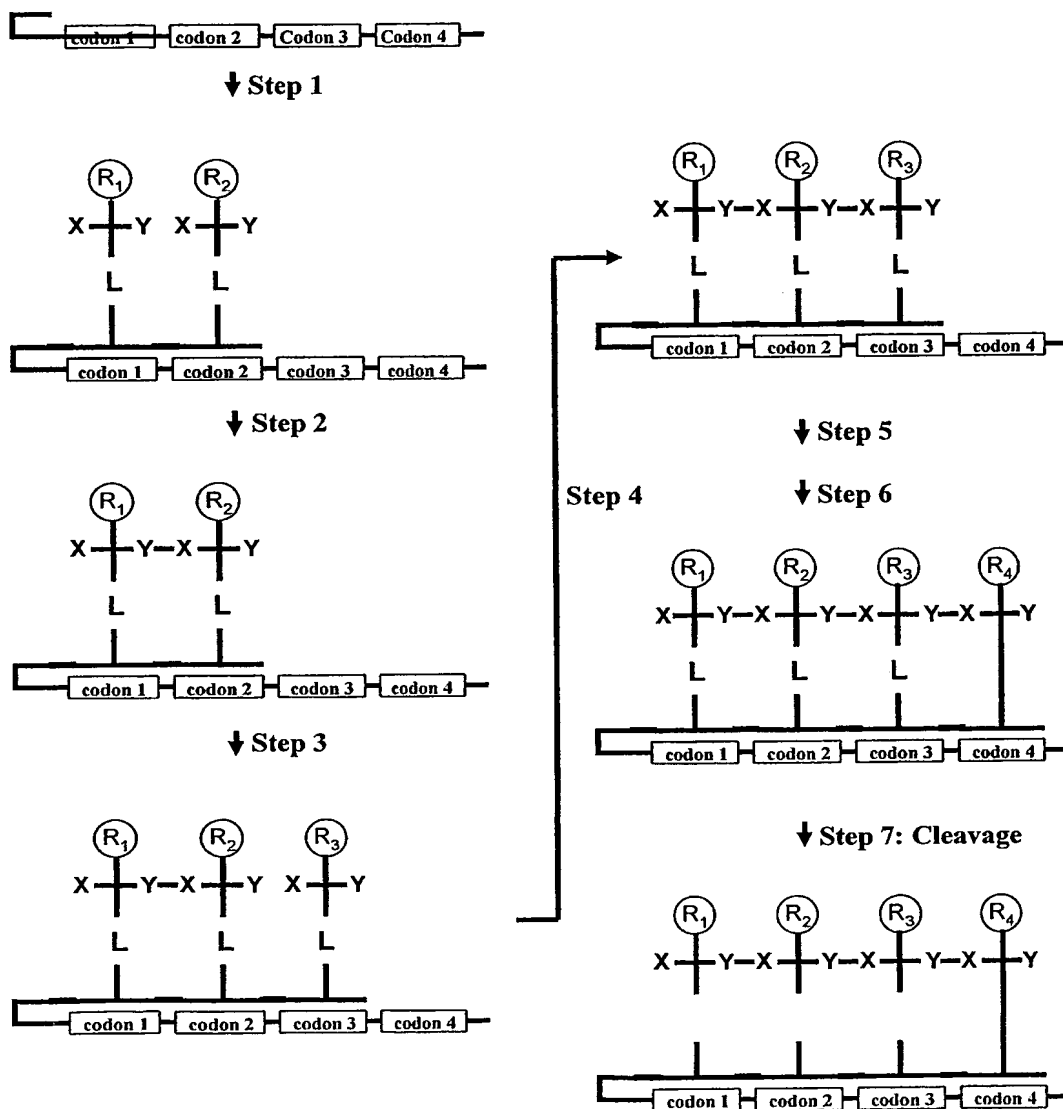 codon 1 codon 2 Codon 3 Codon 4
Step 1
R1 R2
X Y X Y
L L
codon 1 codon 2 codon 3 codon 4
Step 2
R1 R2
X Y X Y
L L
codon 1 codon 2 codon 3 codon 4
Step 3
R1 R2 R3
X Y X Y X Y
L L L
codon 1 codon 2 codon 3 codon 4
Step 4
R1 R2 R3
X Y X Y X Y
L L L
codon 1 codon 2 codon 3 codon 4
Step 5
Step 6
R1 R2 R3 R4
X Y X Y X Y X Y
L L L
codon 1 codon 2 codon 3 codon 4
Step 7: Cleavage
R1 R2 R3 R4
X Y X Y X Y X Y
codon 1 codon 2 codon 3 codon 4